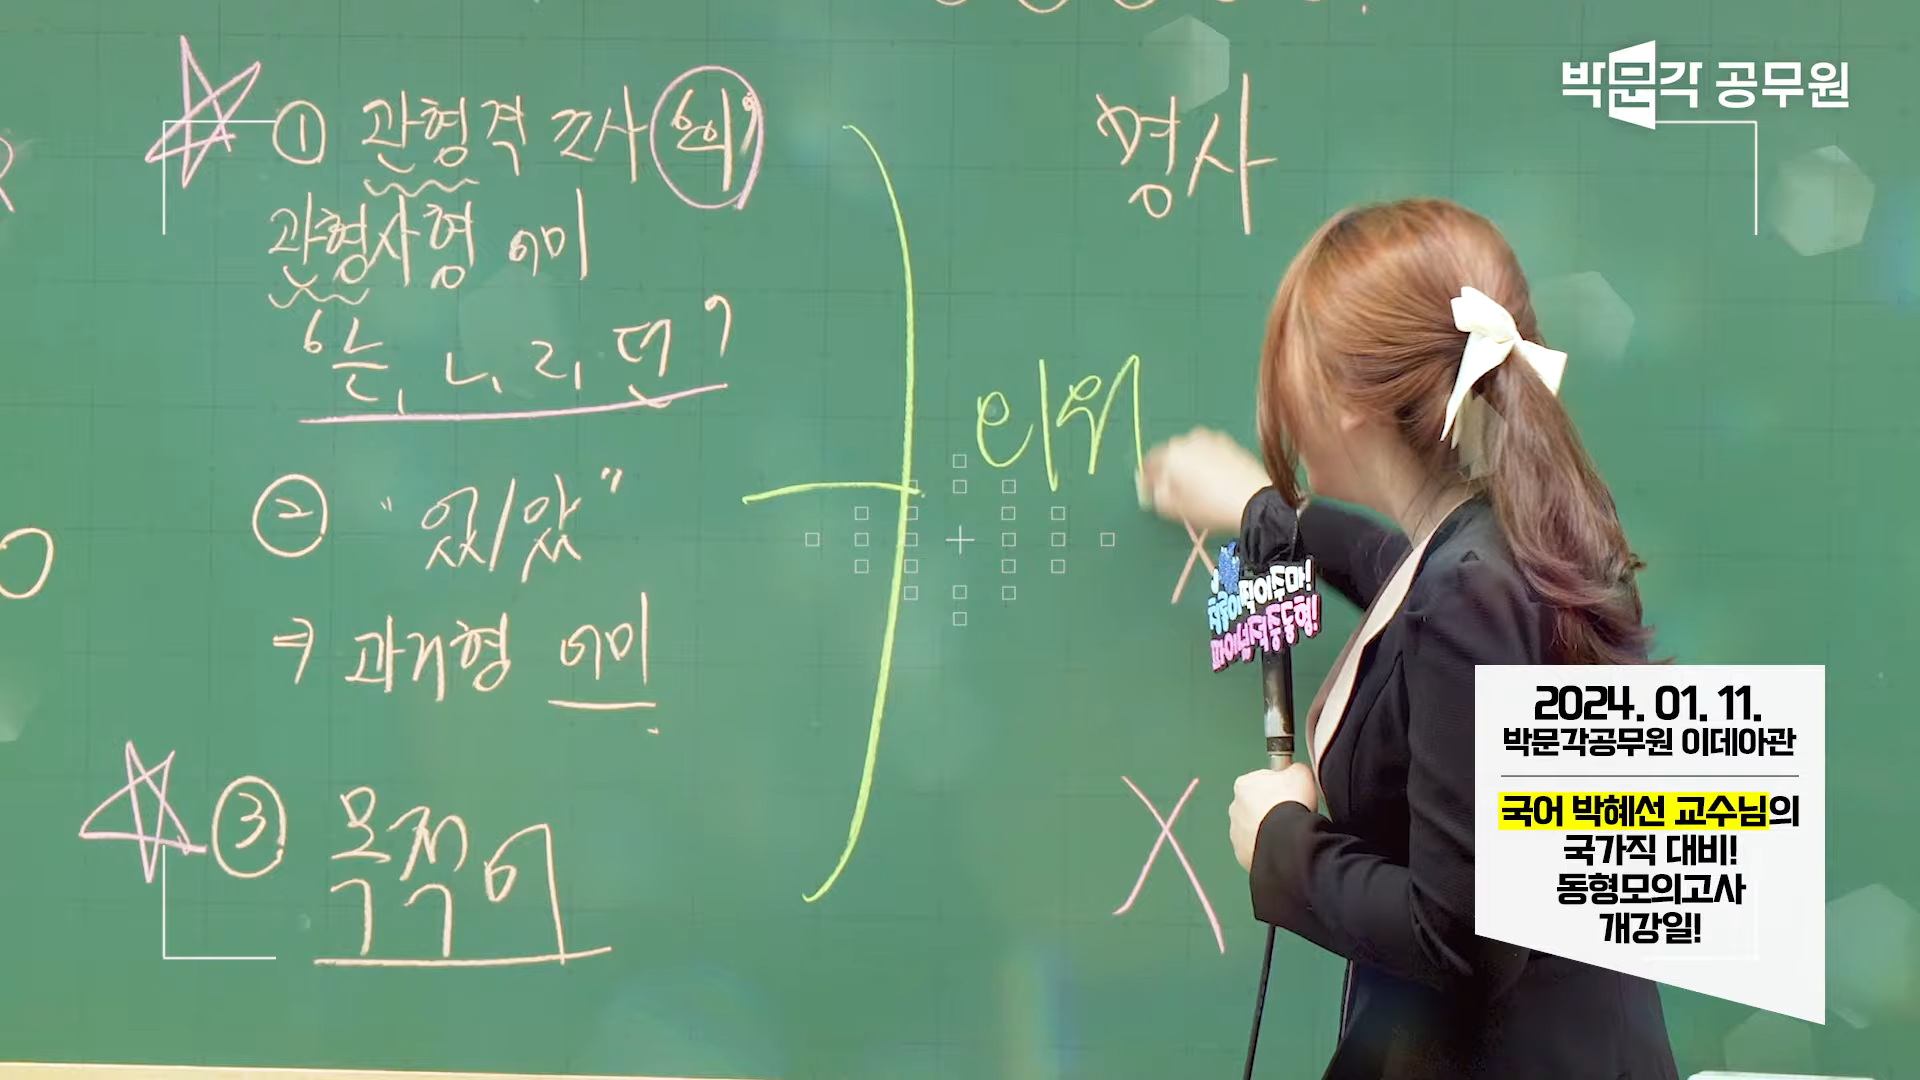 박문각 공무원
① 관형격 조사 "의"
관형사형 어미
"는, ㄴ, ㄹ, 던"
② "었/았"
⇒ 과거형 어미
③ 목적어
명사
X
X
2024. 01. 11.
박문각공무원 이데아관
국어 박혜선 교수님의
국가직 대비!
동형모의고사
개강일!